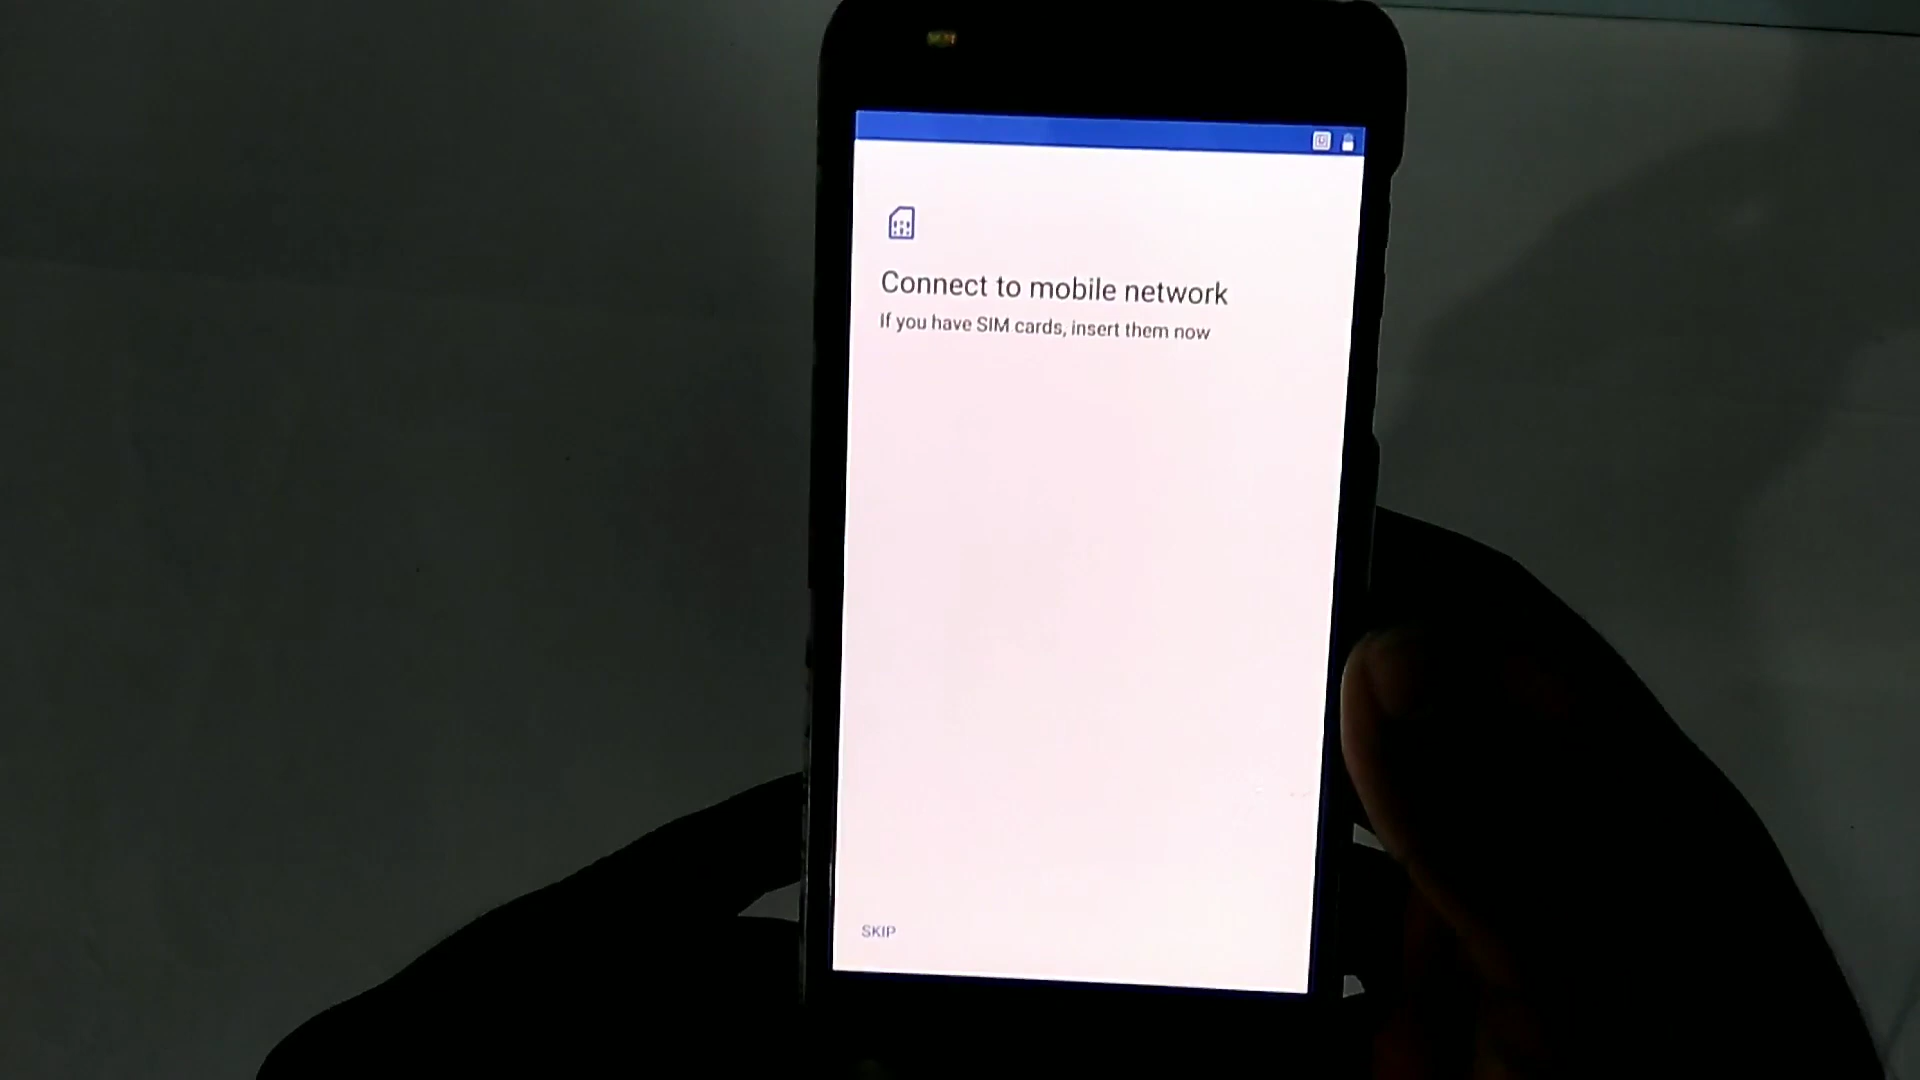 Connect to mobile network
If you have SIM cards, insert them now
SKIP